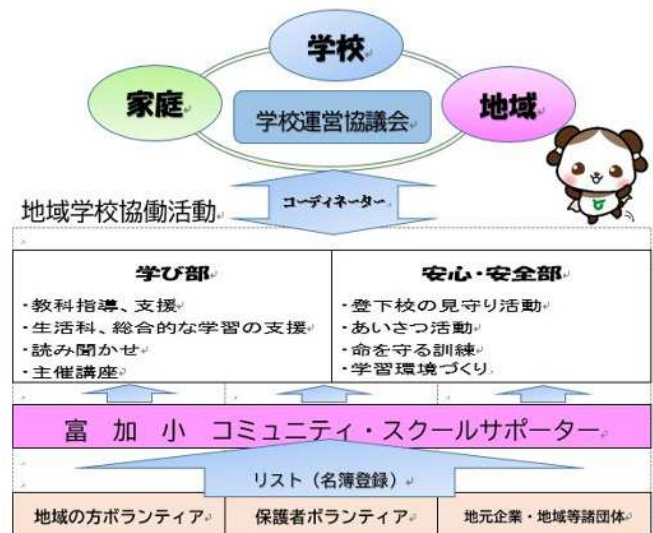 学校
家庭
地域
学校運営協議会
コーディネーター
地域学校協働活動
学び部
・教科指導、支援
・生活科、総合的な学習の支援
・読み聞かせ
・主催講座
安心・安全部
・登下校の見守り活動
・あいさつ活動
・命を守る訓練
・学習環境づくり
富 加 小 コミュニティ・スクールサポーター
リスト（名簿登録）
地域の方ボランティア
保護者ボランティア
地元企業・地域等諸団体